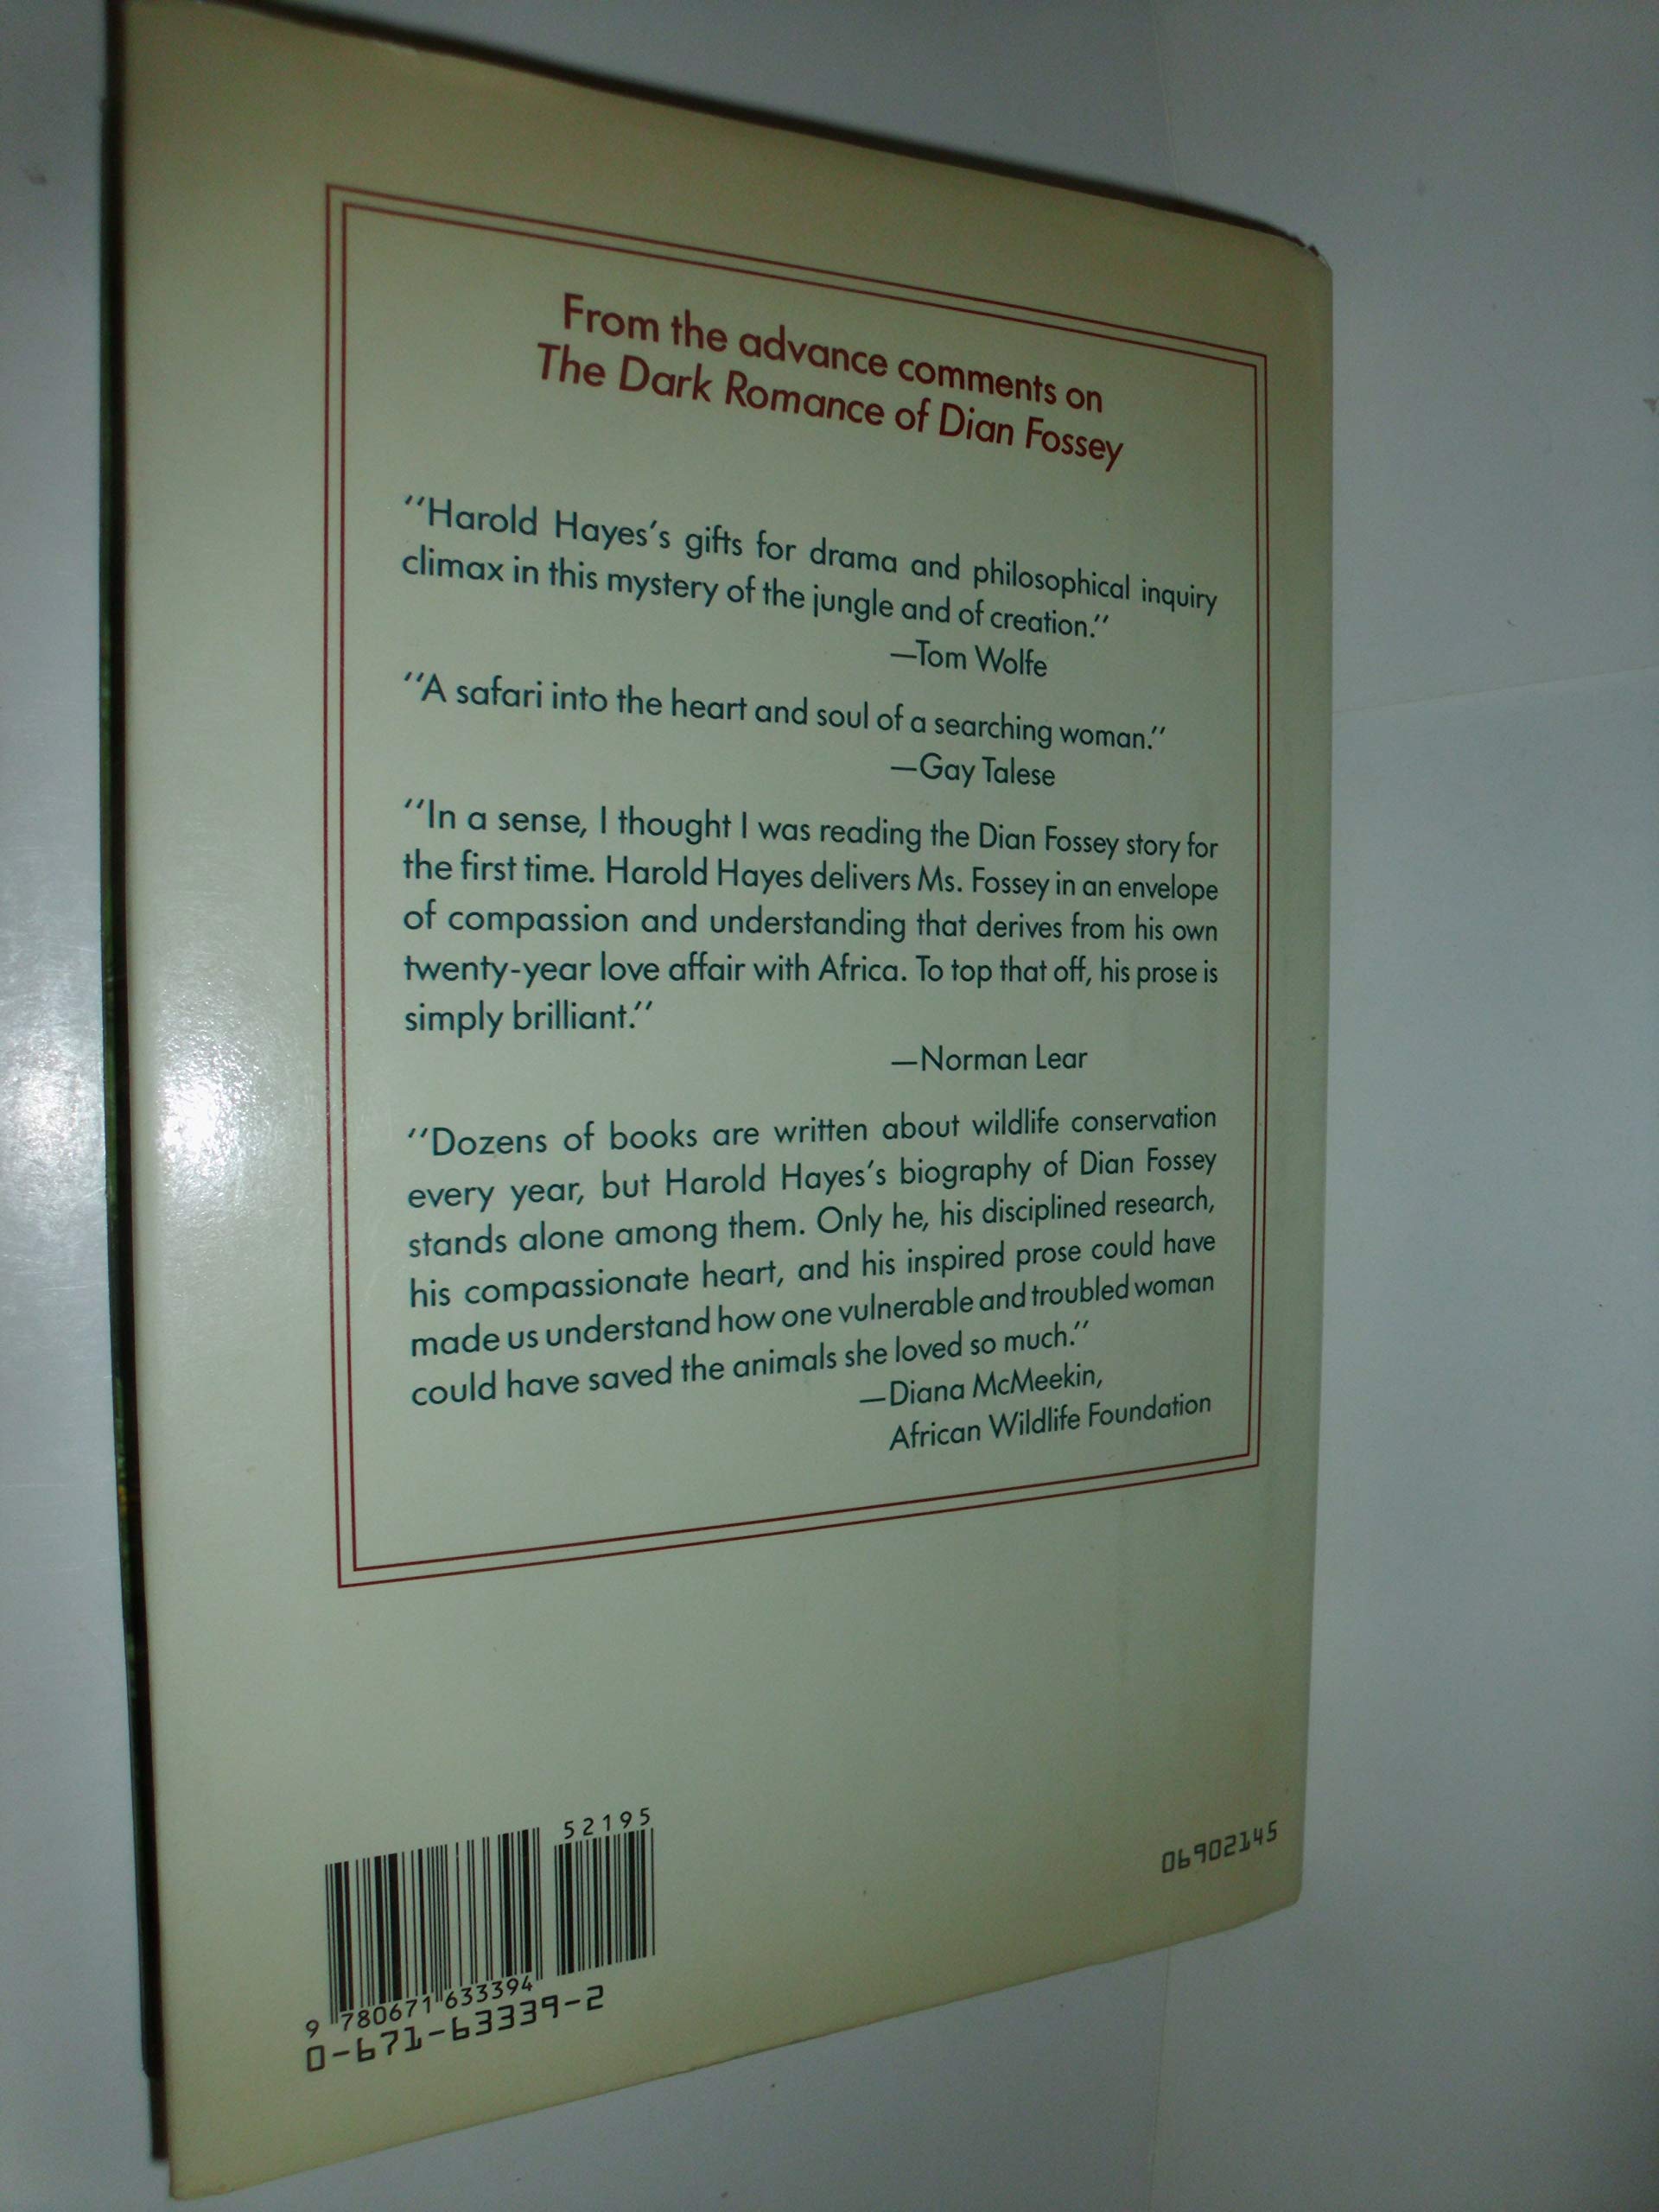 From the advance comments on
The Dark Romance of Dian Fossey
''Harold Hayes's gifts for drama and philosophical inquiry
climax in this mystery of the jungle and of creation.''
—Tom Wolfe
''A safari into the heart and soul of a searching woman.''
—Gay Talese
''In a sense, I thought I was reading the Dian Fossey story for
the first time. Harold Hayes delivers Ms. Fossey in an envelope
of compassion and understanding that derives from his own
twenty-year love affair with Africa. To top that off, his prose is
simply brilliant.''
—Norman Lear
''Dozens of books are written about wildlife conservation
every year, but Harold Hayes's biography of Dian Fossey
stands alone among them. Only he, his disciplined research,
his compassionate heart, and his inspired prose could have
made us understand how one vulnerable and troubled woman
could have saved the animals she loved so much.''
—Diana McMeekin,
African Wildlife Foundation
52195
9 780671 633394
0-671-63339-2
06902145